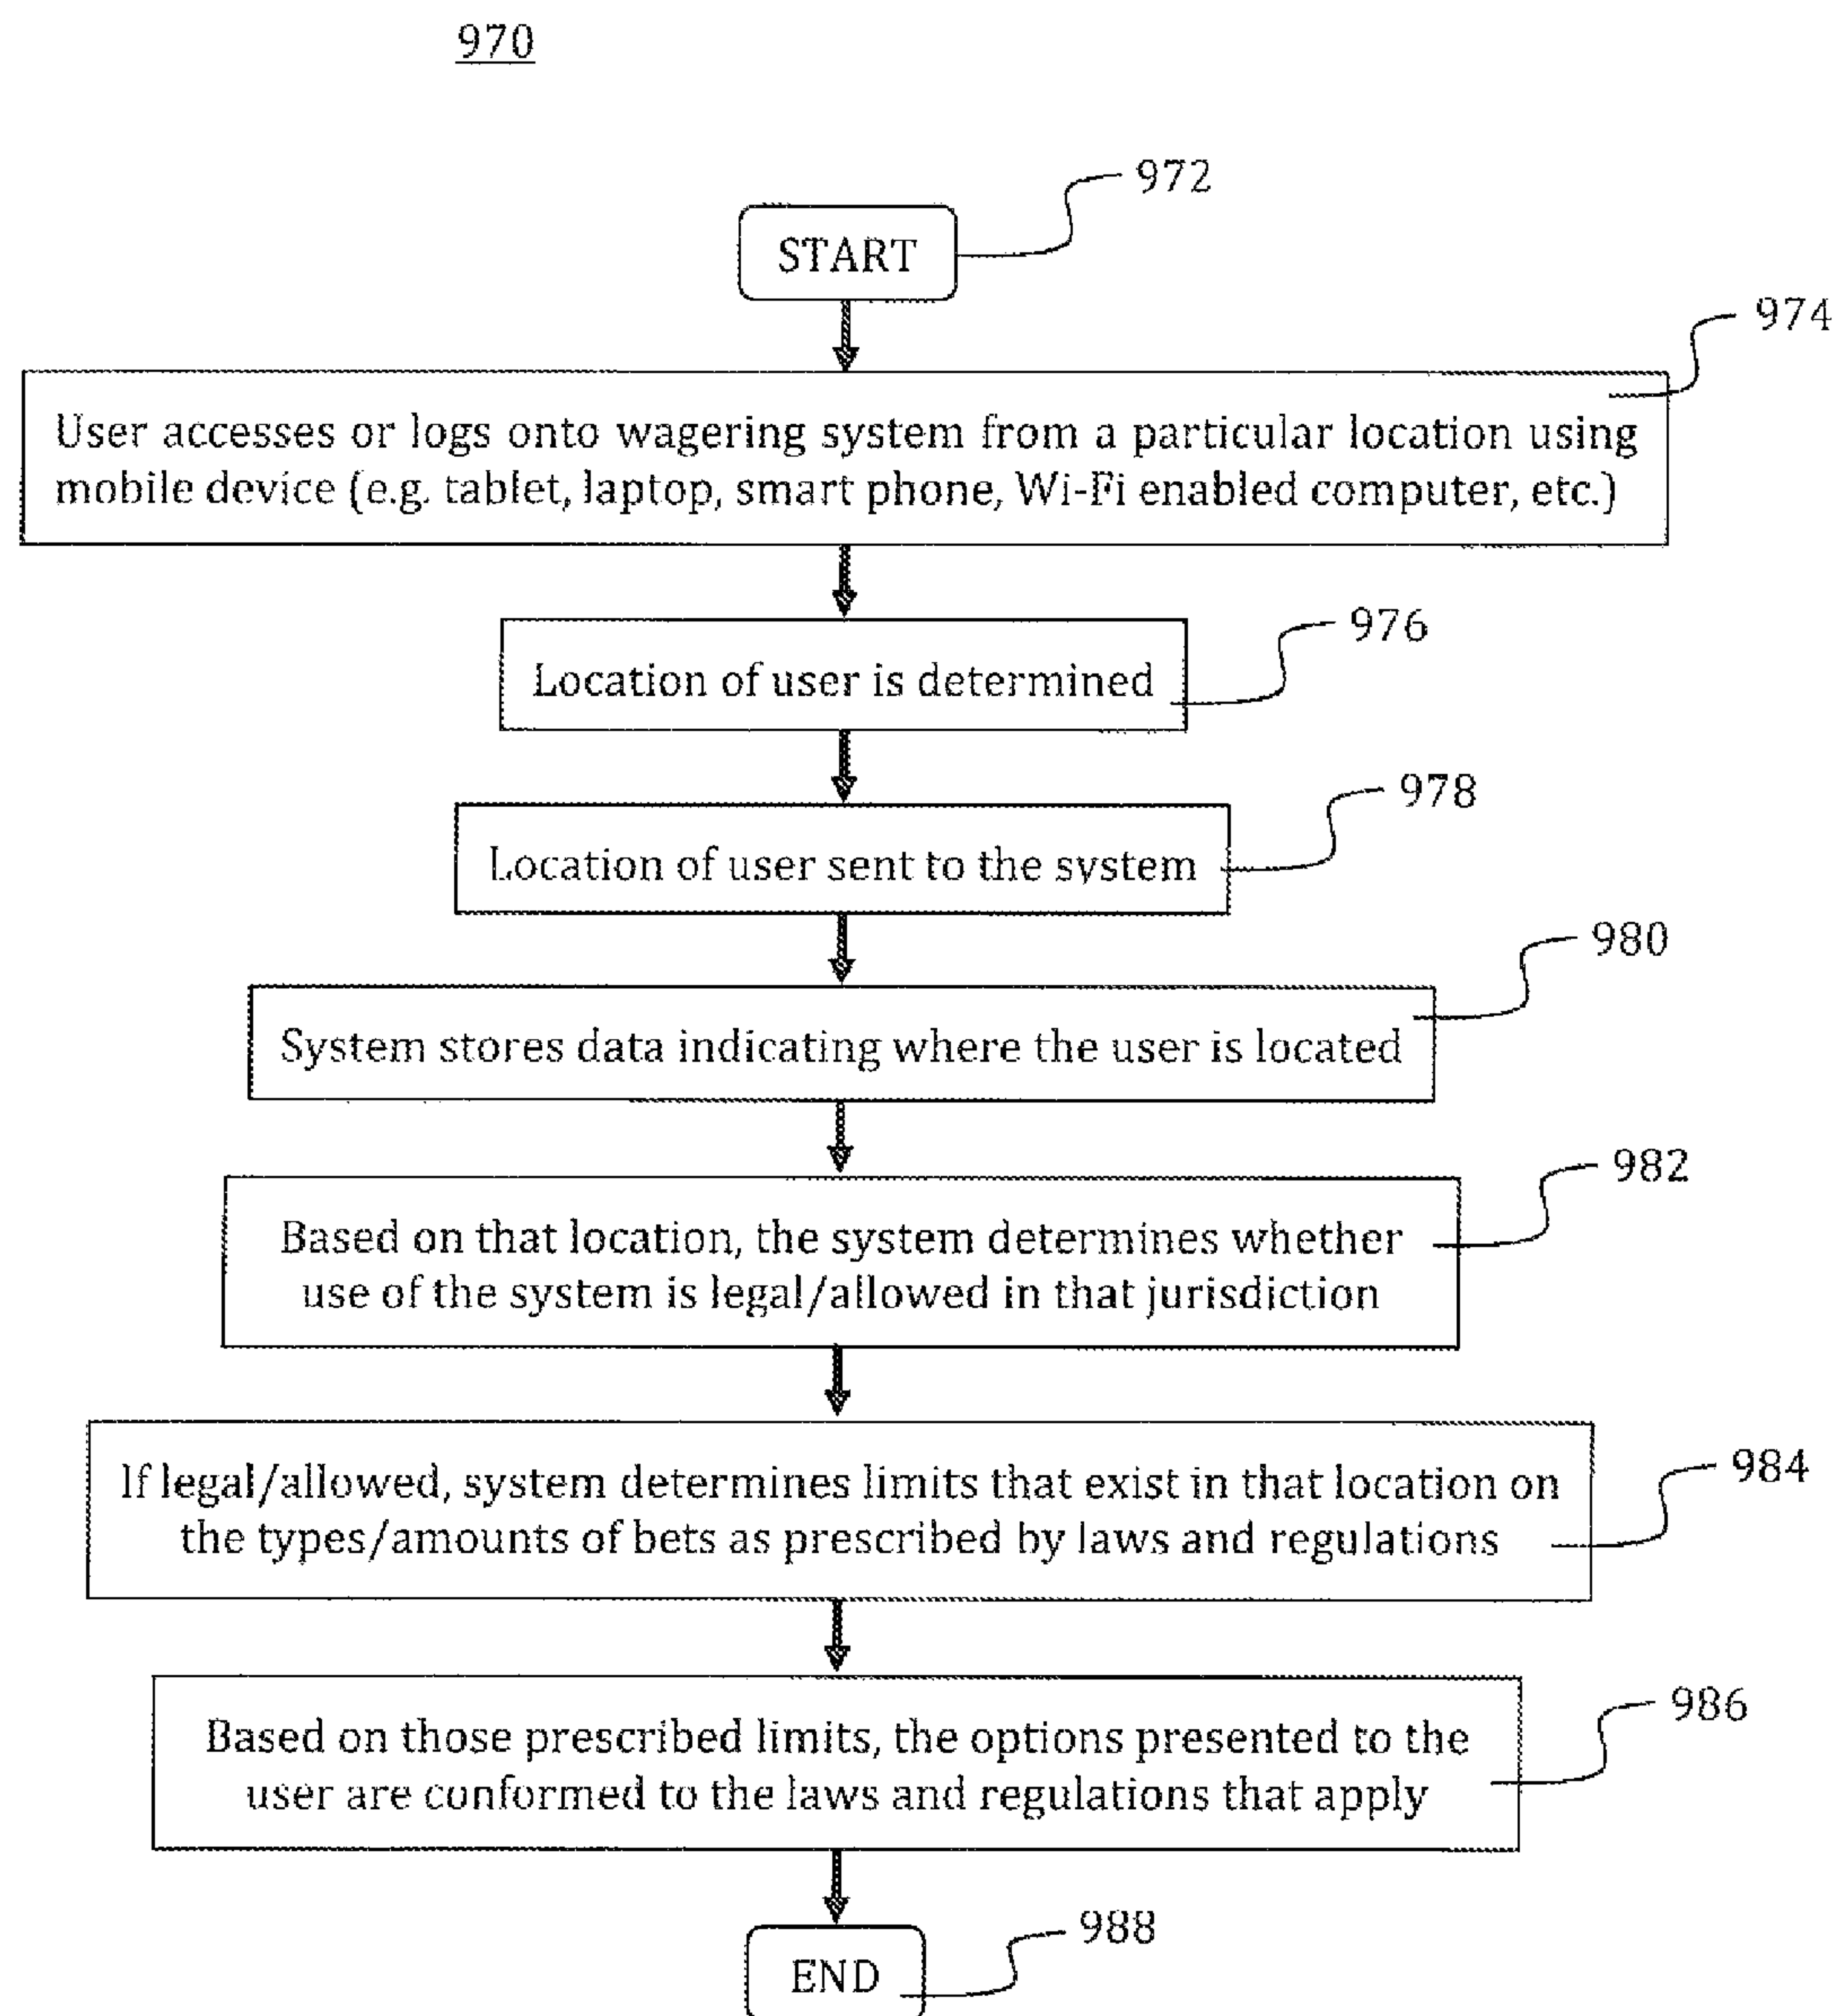 970
972
START
974
User accesses or logs onto wagering system from a particular location using
mobile device (e.g. tablet, laptop, smart phone, Wi-Fi enabled computer, etc.)
976
Location of user is determined
978
Location of user sent to the system
980
System stores data indicating where the user is located
982
Based on that location, the system determines whether
use of the system is legal/allowed in that jurisdiction
984
If legal/allowed, system determines limits that exist in that location on
the types/amounts of bets as prescribed by laws and regulations
986
Based on those prescribed limits, the options presented to the
user are conformed to the laws and regulations that apply
988
END